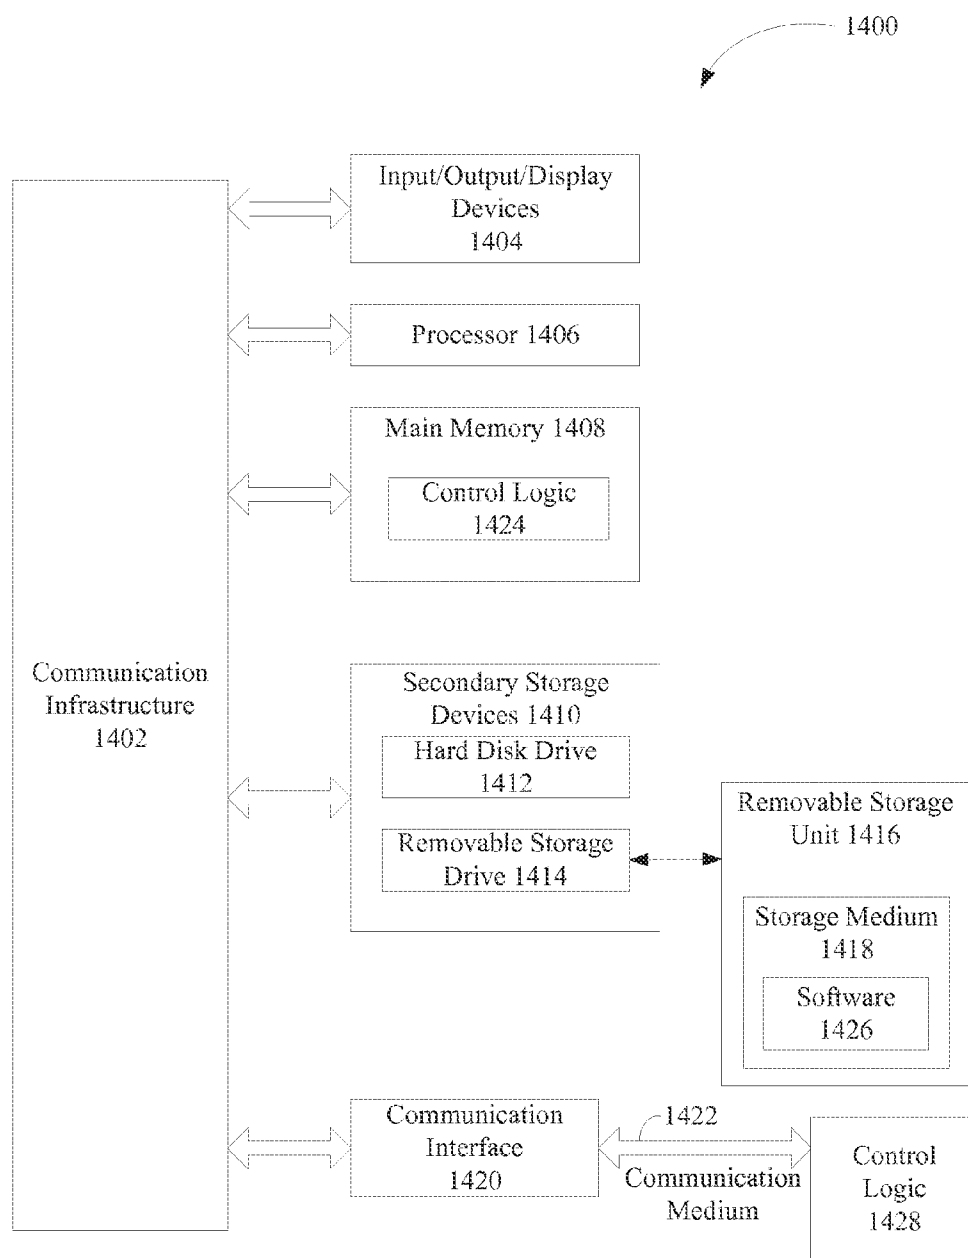 1400
Input/Output/Display
Devices
1404
Processor 1406
Main Memory 1408
Control Logic
1424
Communication
Infrastructure
1402
Secondary Storage
Devices 1410
Hard Disk Drive
1412
Removable Storage
Drive 1414
Removable Storage
Unit 1416
Storage Medium
1418
Software
1426
Communication
Interface
1420
1422
Communication
Medium
Control
Logic
1428